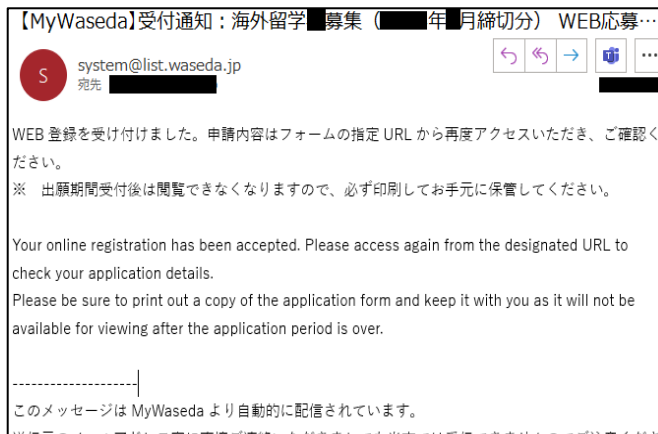 【MyWaseda】受付通知：海外留学 募集（ 年 月締切分） WEB応募…
S
system@list.waseda.jp
宛先
WEB 登録を受け付けました。申請内容はフォームの指定 URL から再度アクセスいただき、ご確認く
ださい。
※ 出願期間受付後は閲覧できなくなりますので、必ず印刷してお手元に保管してください。
Your online registration has been accepted. Please access again from the designated URL to
check your application details.
Please be sure to print out a copy of the application form and keep it with you as it will not be
available for viewing after the application period is over.
--------------------
このメッセージは MyWaseda より自動的に配信されています。